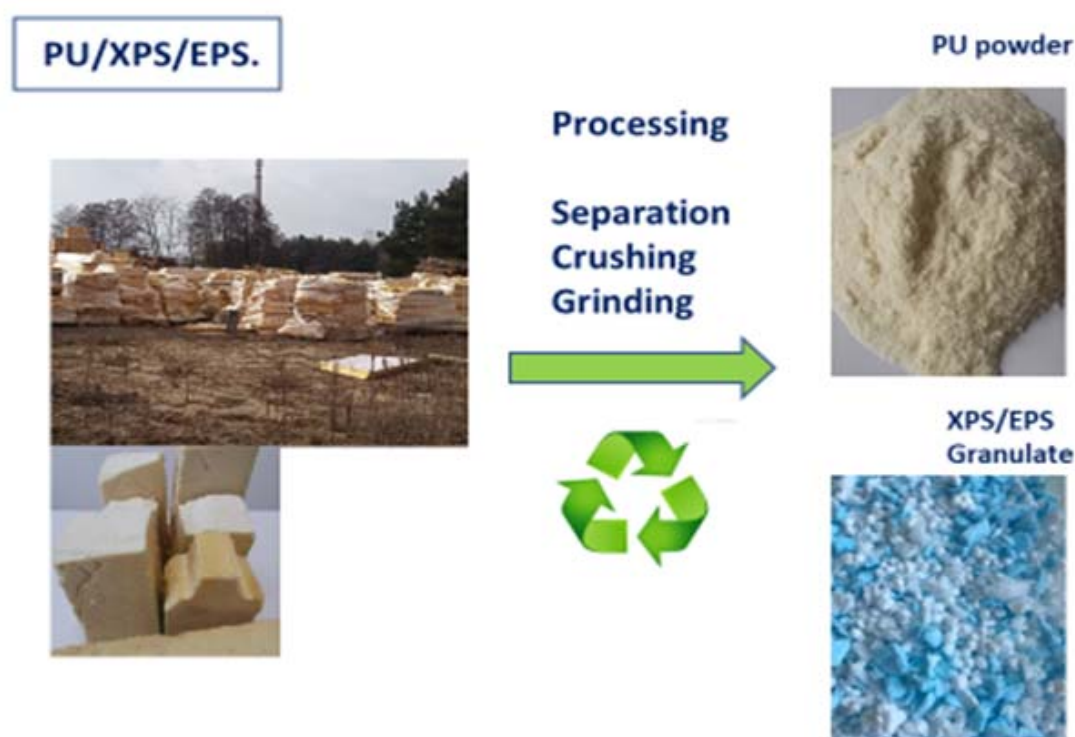 PU/XPS/EPS.
Processing
Separation
Crushing
Grinding
PU powder
XPS/EPS
Granulate